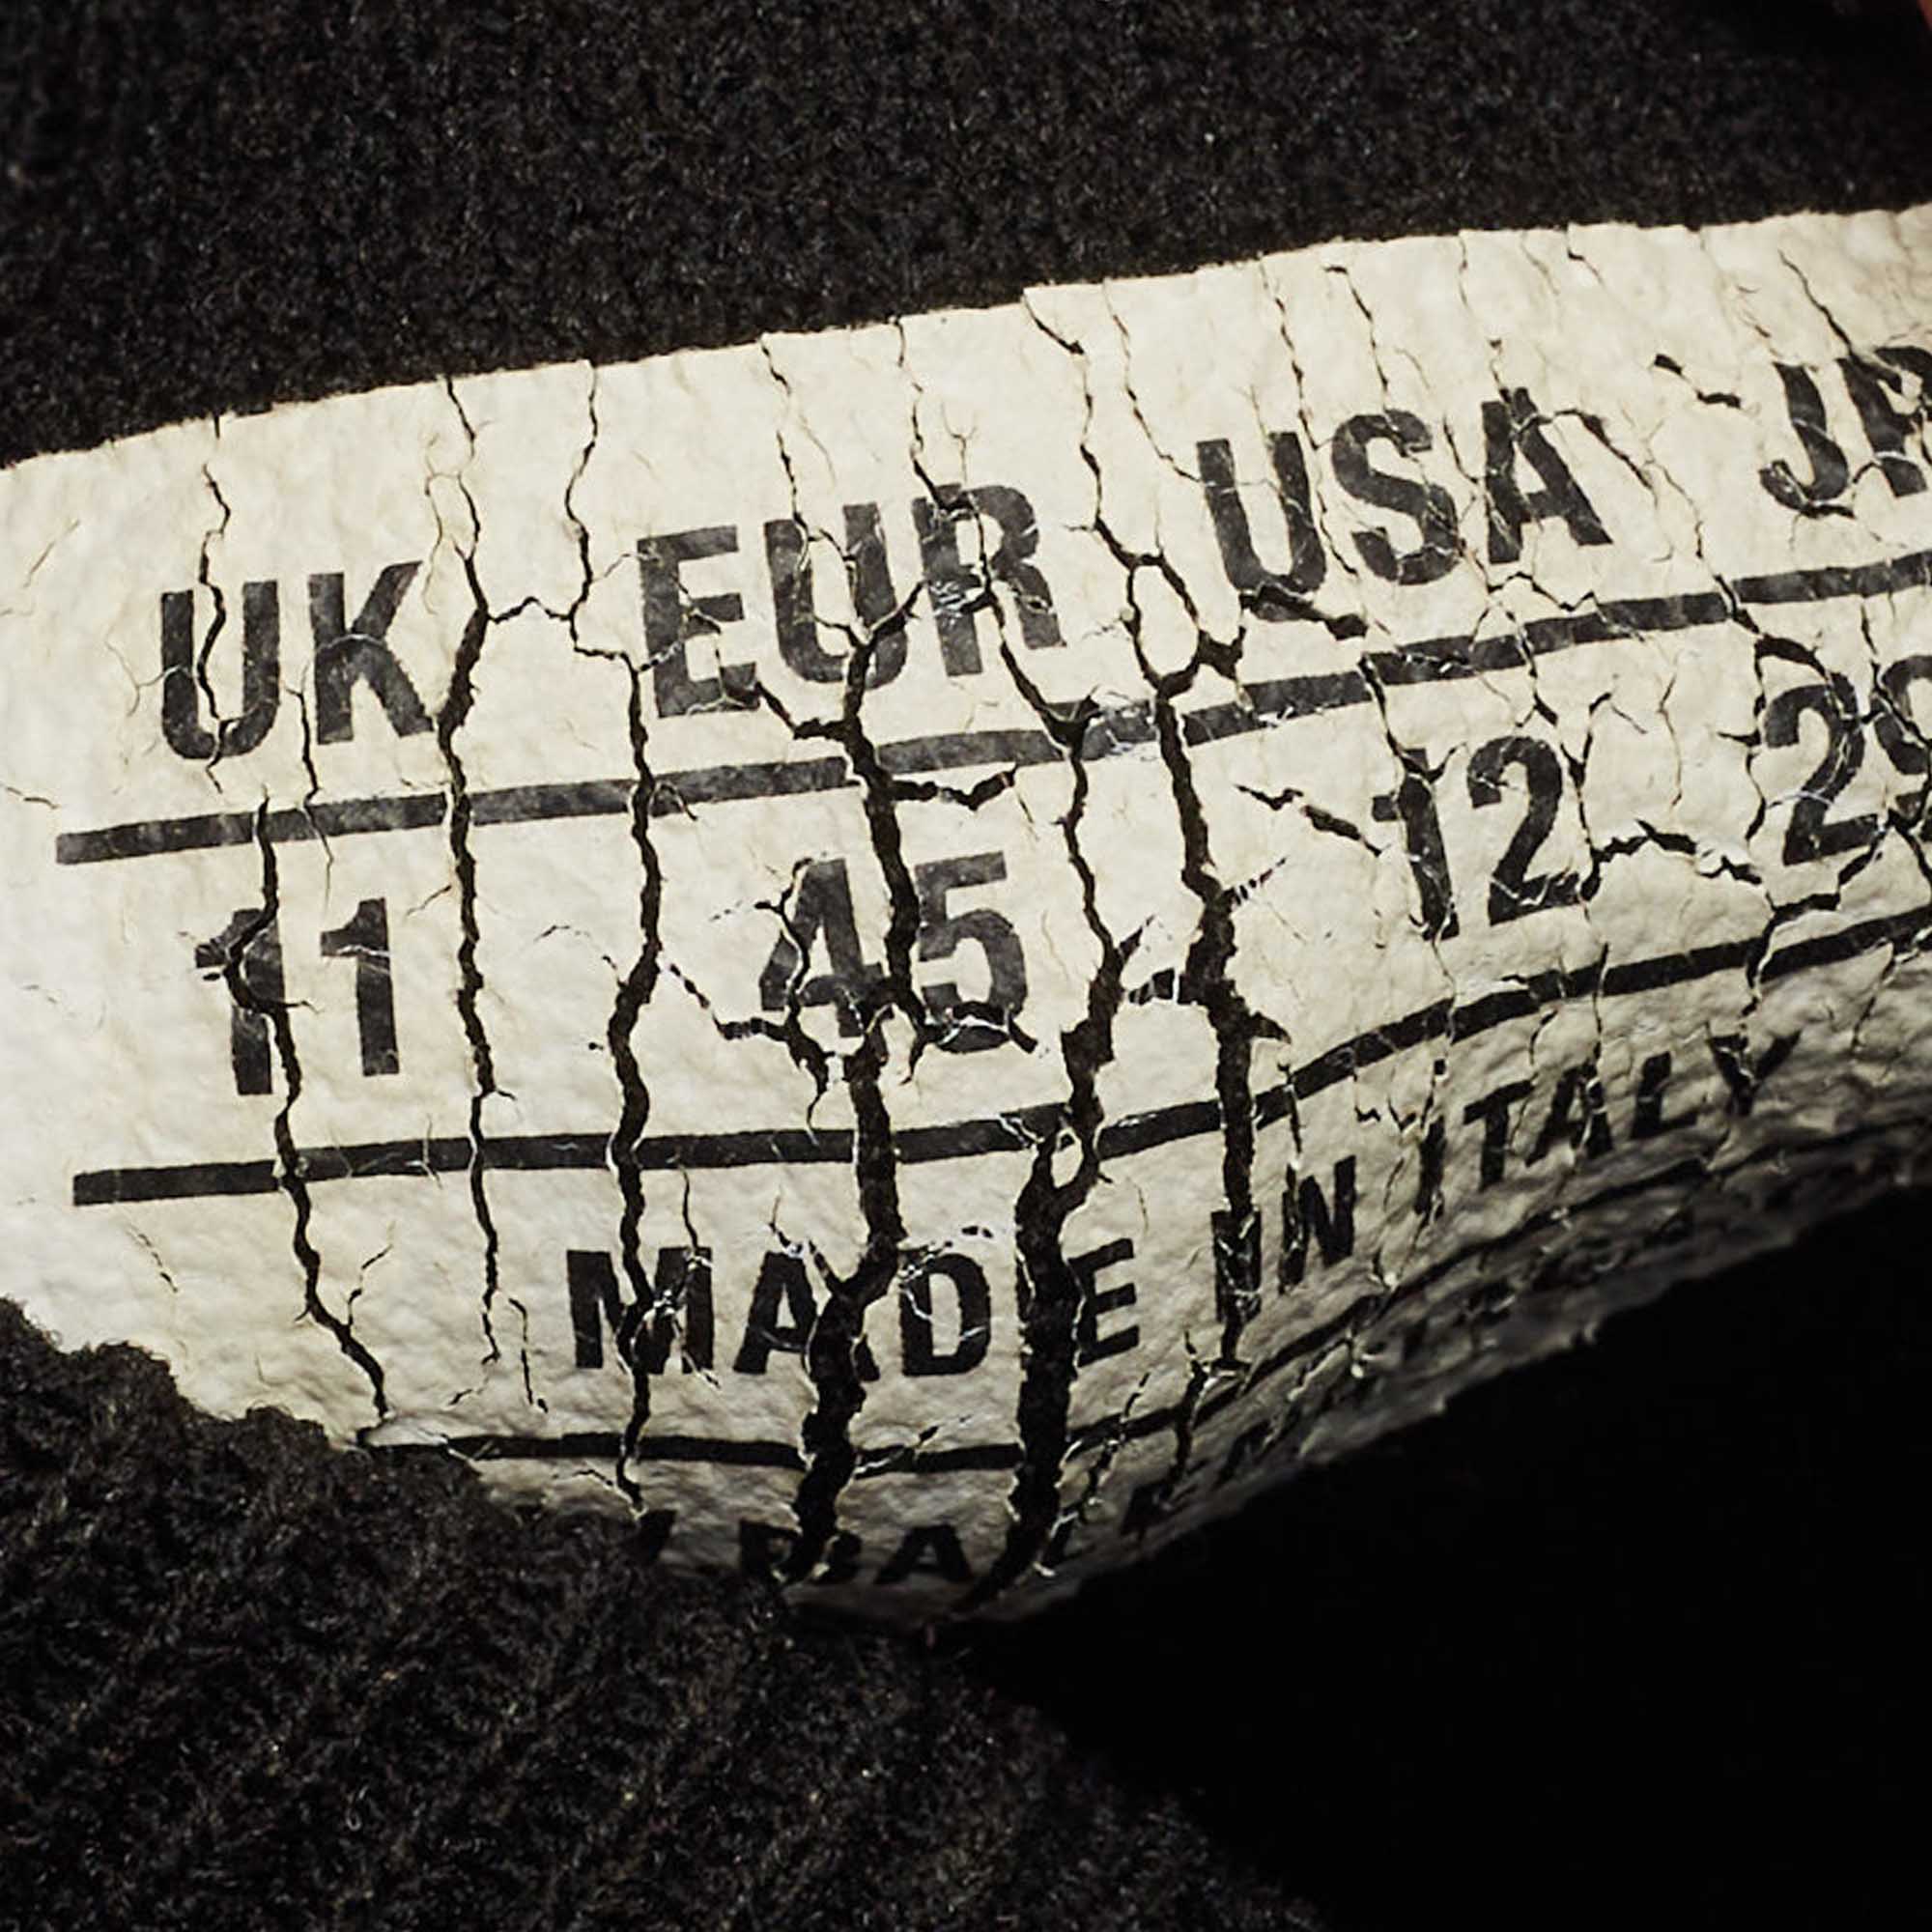 UK EUR USA
11 45 12
MADE IN ITALY